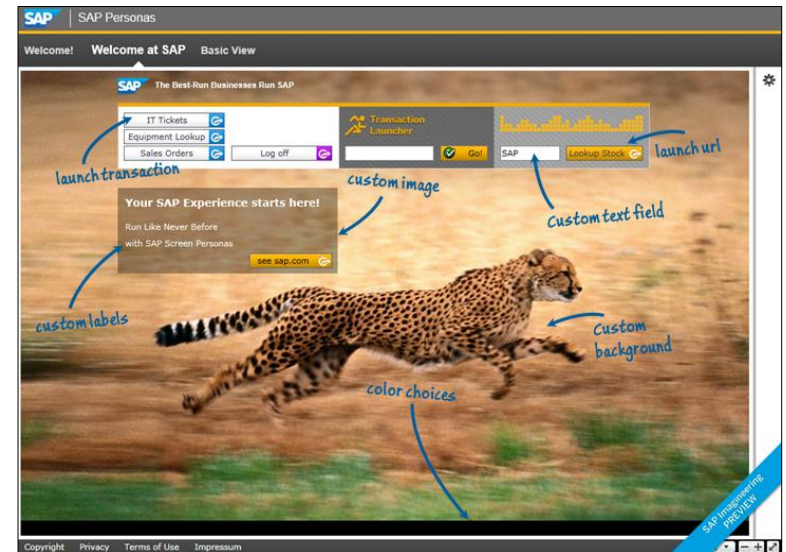 SAP SAP Personas
Welcome! Welcome at SAP Basic View
SAP The Best-Run Businesses Run SAP
IT Tickets
Equipment Lookup
Sales Orders
Log off
Transaction
Launcher
Go!
SAP
Lookup Stock
launch transaction
custom image
custom text field
launch url
Your SAP Experience starts here!
Run Like Never Before
with SAP Screen Personas
see sap.com
custom labels
custom
background
color choices
SAP Imagineering
PREVIEW
Copyright Privacy Terms of Use Impressum